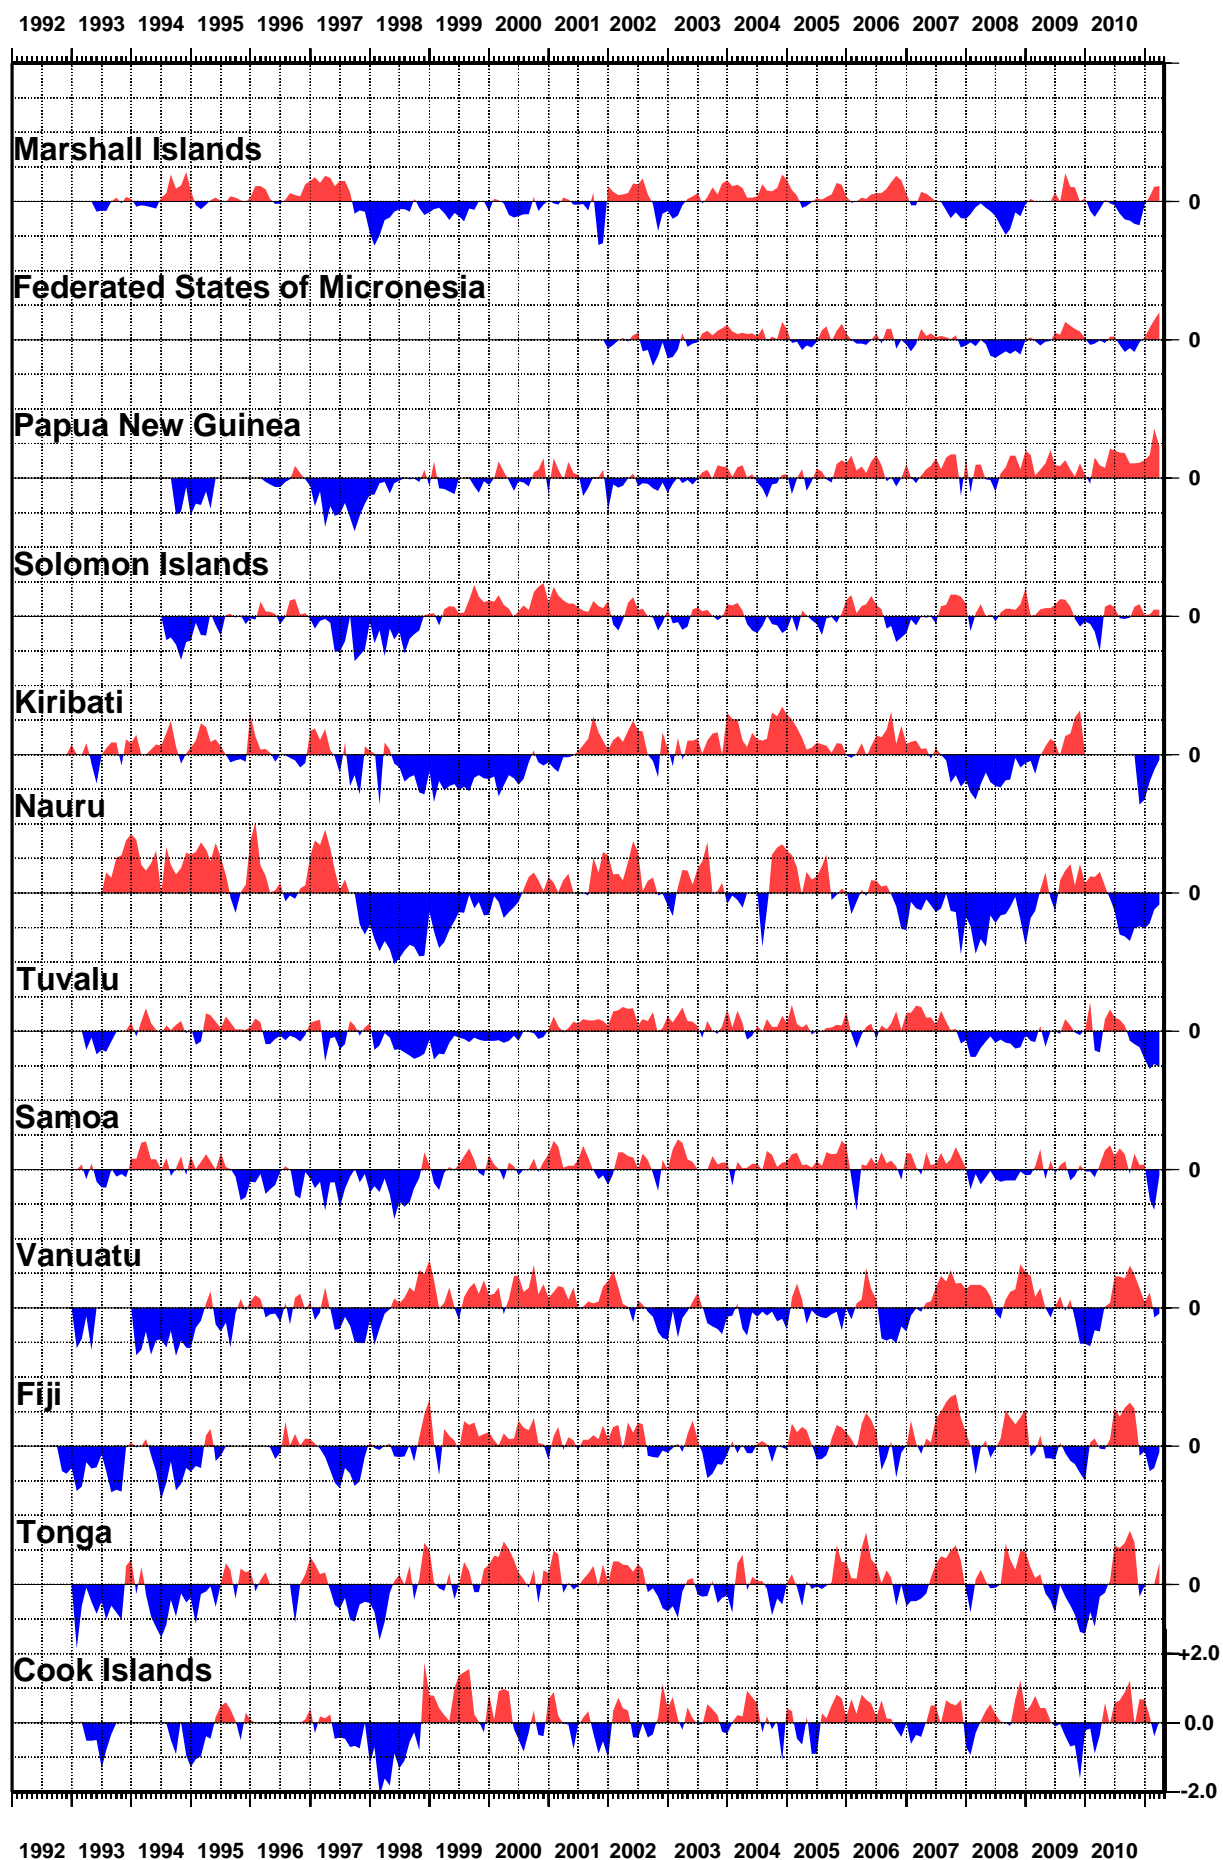 1992 1993 1994 1995 1996 1997 1998 1999 2000 2001 2002 2003 2004 2005 2006 2007 2008 2009 2010
Marshall Islands
0
Federated States of Micronesia
0
Papua New Guinea
0
Solomon Islands
0
Kiribati
0
Nauru
0
Tuvalu
0
Samoa
0
Vanuatu
0
Fiji
0
Tonga
0
+2.0
Cook Islands
0.0
-2.0
1992 1993 1994 1995 1996 1997 1998 1999 2000 2001 2002 2003 2004 2005 2006 2007 2008 2009 2010